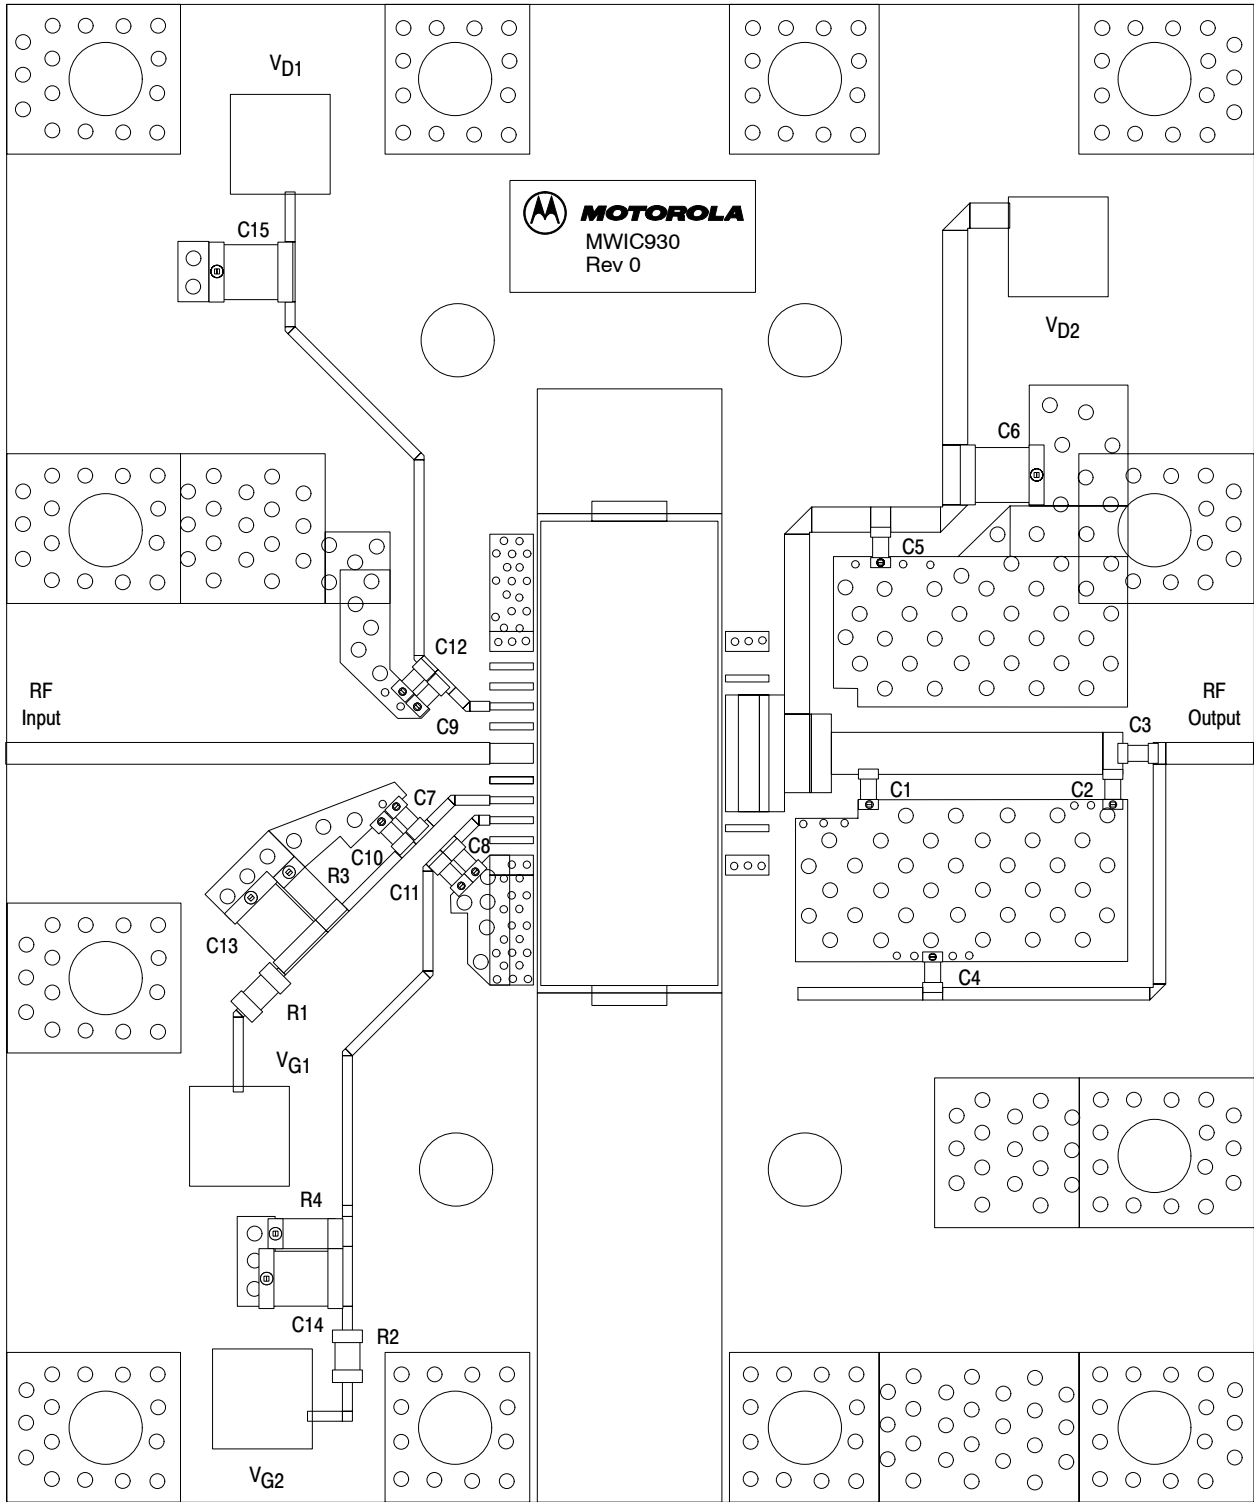 VD1
MOTOROLA
MWIC930
Rev 0
C15
VD2
C6
C5
C12
RF
Input
C9
RF
Output
C3
C1
C2
C7
C8
C10
R3
C11
C13
C4
R1
VG1
R4
C14
R2
VG2